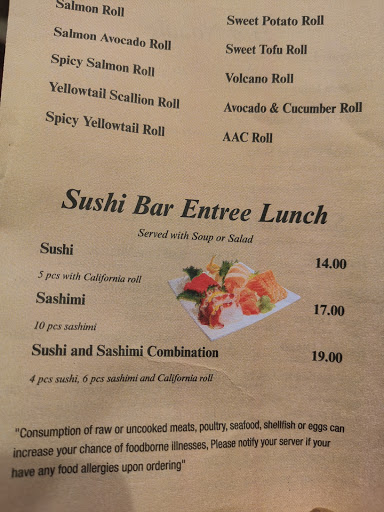 Salmon Roll
Salmon Avocado Roll
Spicy Salmon Roll
Yellowtail Scallion Roll
Spicy Yellowtail Roll
Sweet Potato Roll
Sweet Tofu Roll
Volcano Roll
Avocado & Cucumber Roll
AAC Roll
Sushi Bar Entree Lunch
Served with Soup or Salad
Sushi 14.00
5 pcs with California roll
Sashimi 17.00
10 pcs sashimi
Sushi and Sashimi Combination 19.00
4 pcs sushi, 6 pcs sashimi and California roll
"Consumption of raw or uncooked meats, poultry, seafood, shellfish or eggs can
increase your chance of foodborne illnesses, Please notify your server if your
have any food allergies upon ordering"